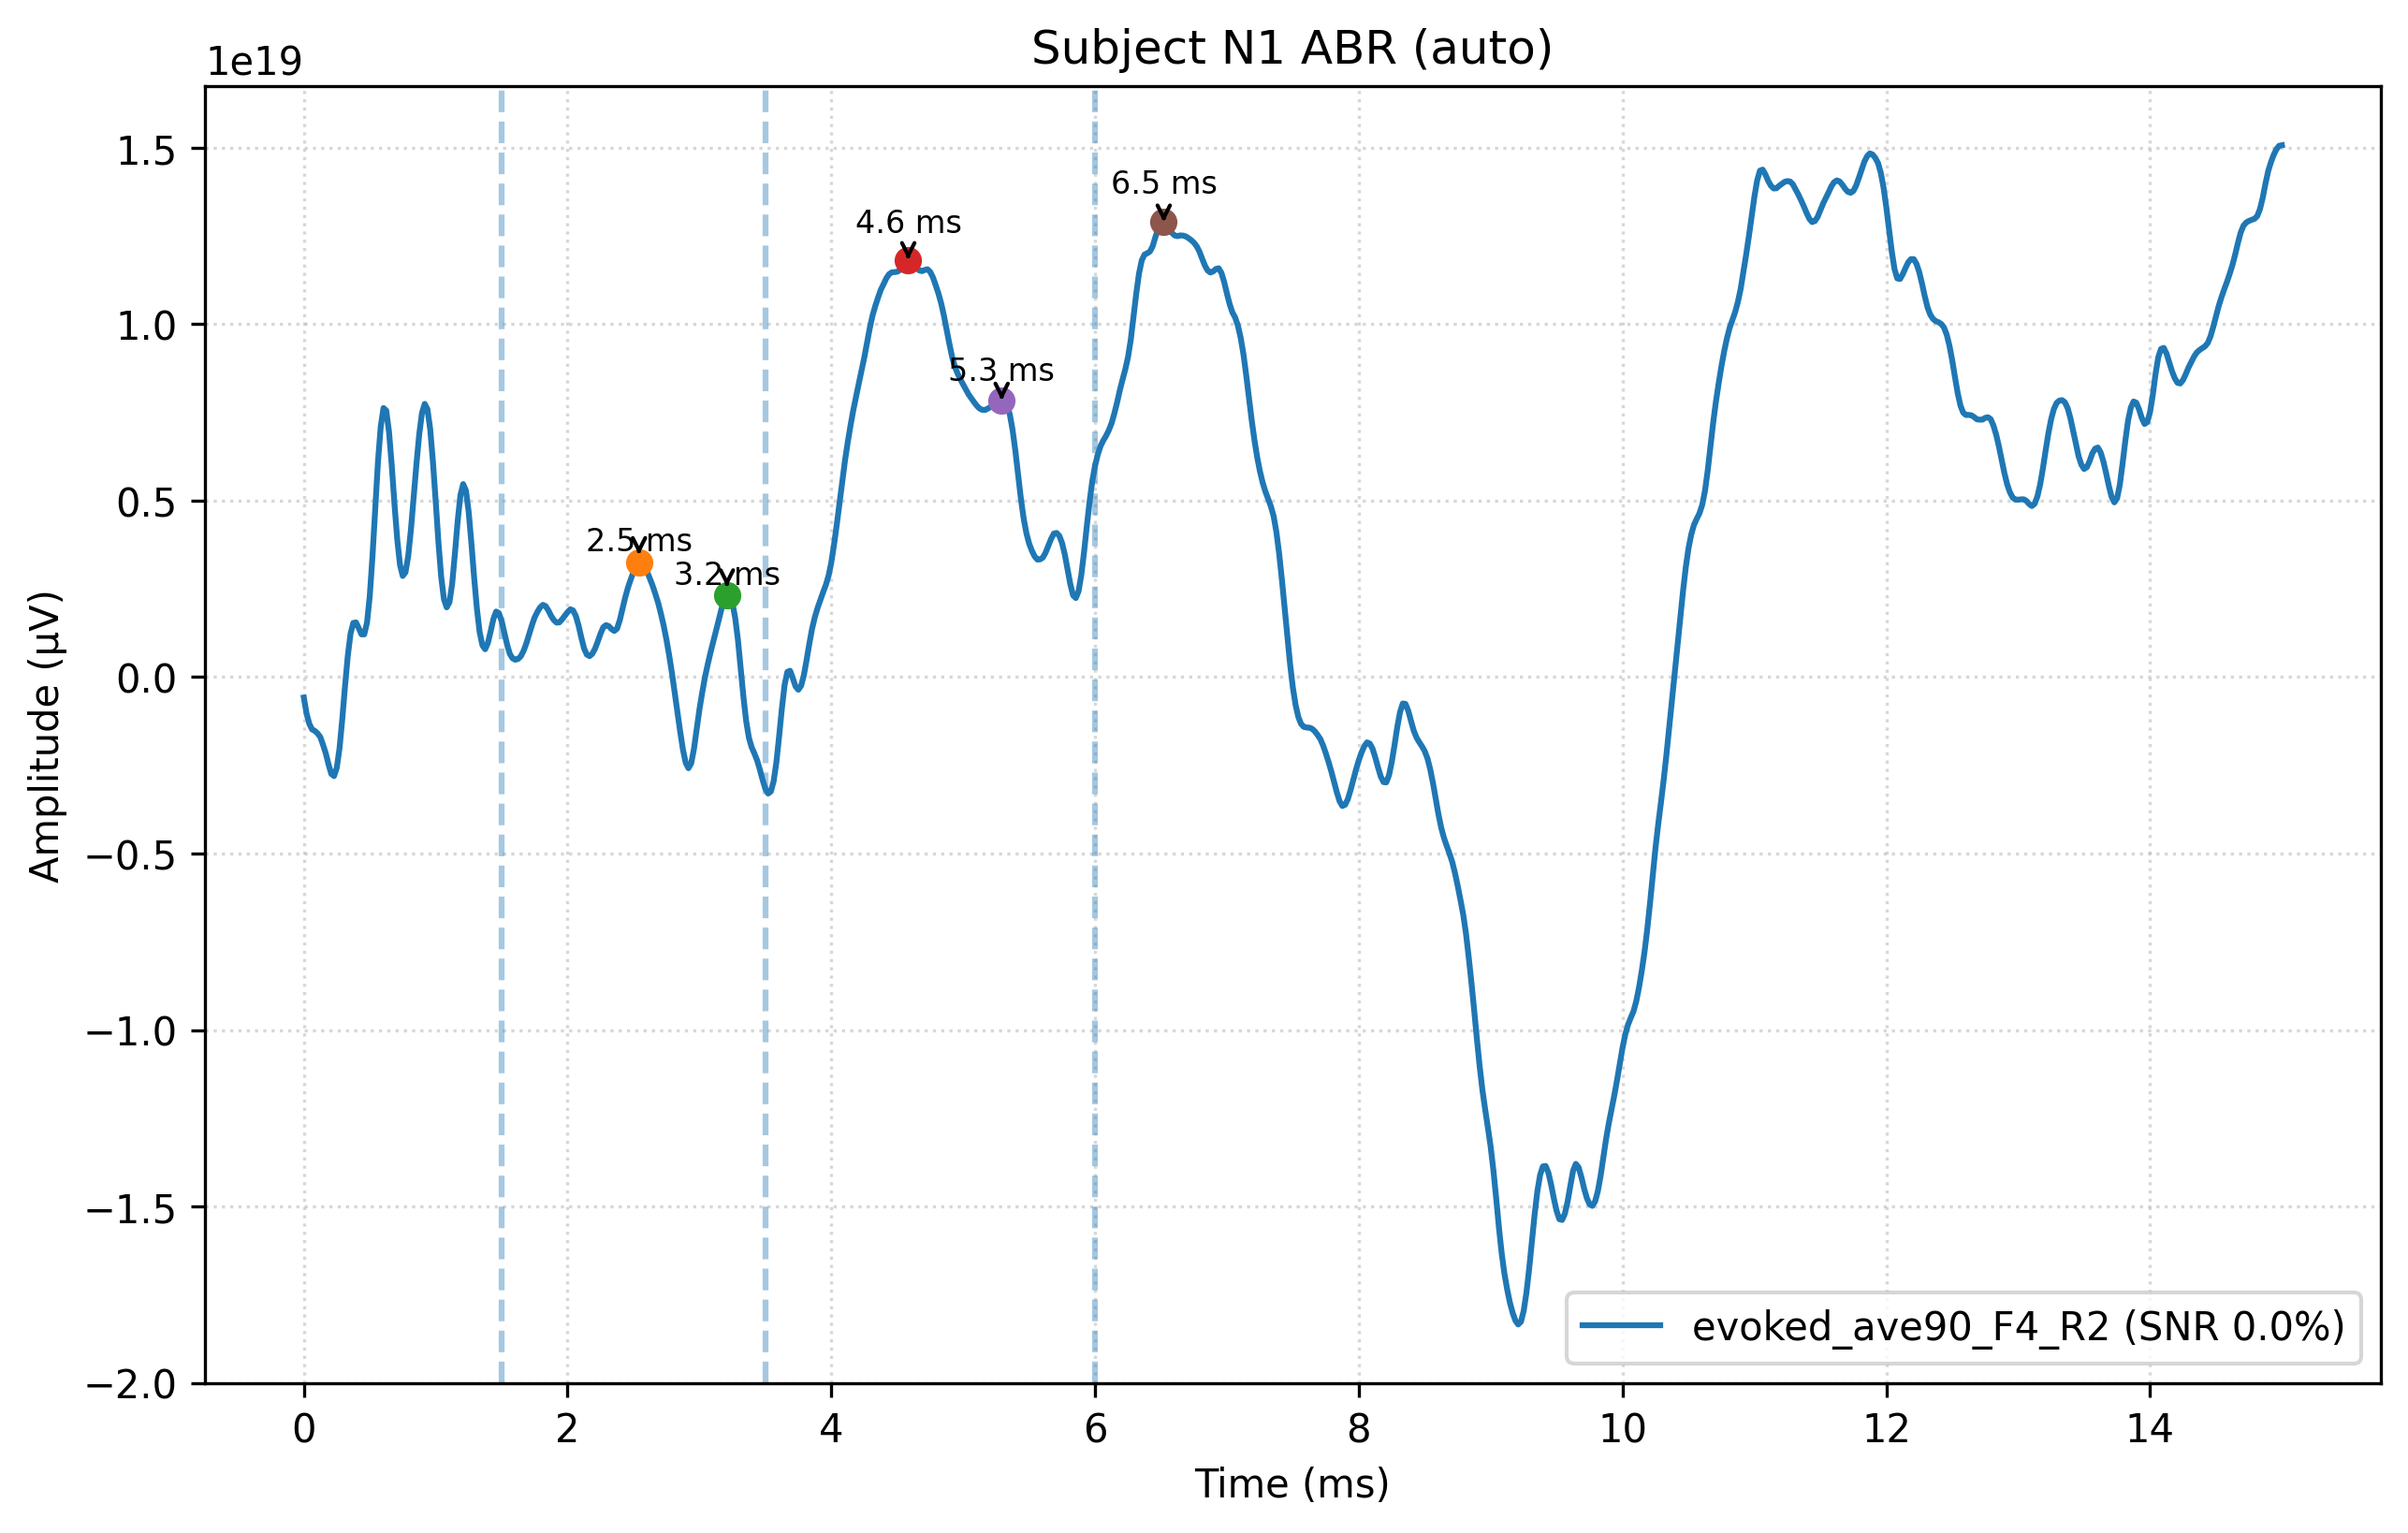 Subject N1 ABR (auto)
1e19
1.5
1.0
0.5
0.0
−0.5
−1.0
−1.5
−2.0
Amplitude (µV)
2.5 ms
3.2 ms
4.6 ms
5.3 ms
6.5 ms
evoked_ave90_F4_R2 (SNR 0.0%)
0 2 4 6 8 10 12 14
Time (ms)